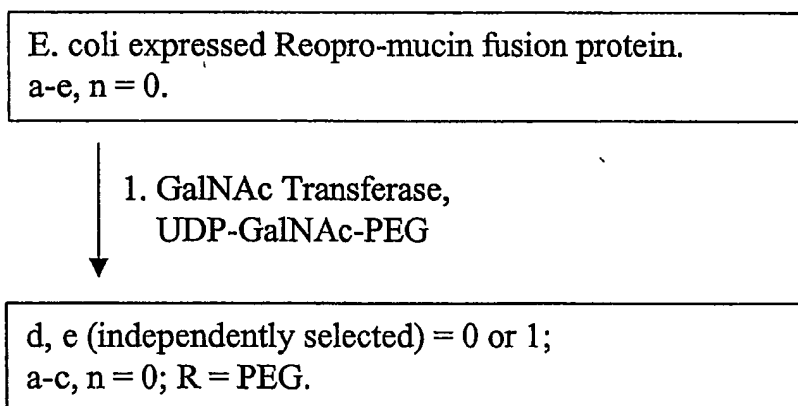 E. coli expressed Reopro-mucin fusion protein.
a-e, n = 0.
1. GalNAc Transferase,
UDP-GalNAc-PEG
d, e (independently selected) = 0 or 1;
a-c, n = 0; R = PEG.